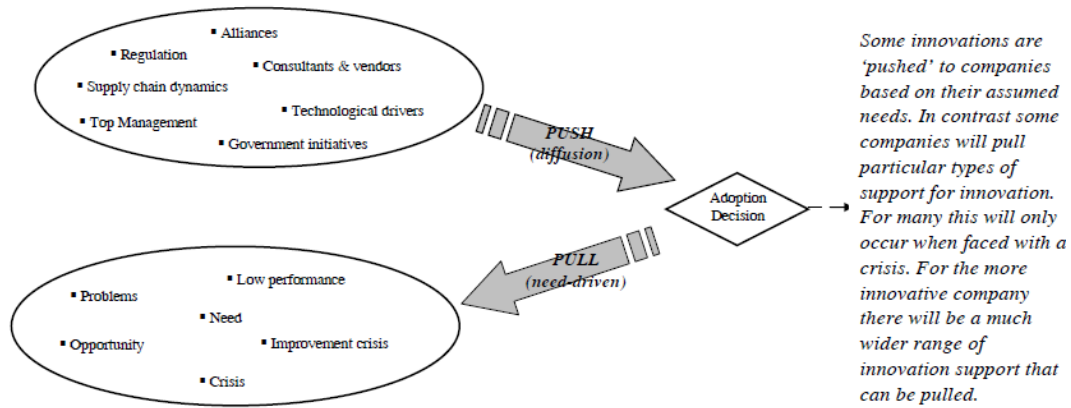 ▪ Alliances
▪ Regulation
▪ Consultants & vendors
▪ Supply chain dynamics
▪ Technological drivers
▪ Top Management
▪ Government initiatives
PUSH
(diffusion)
Adoption
Decision
PULL
(need-driven)
▪ Low performance
▪ Problems
▪ Need
▪ Opportunity
▪ Improvement crisis
▪ Crisis
Some innovations are
‘pushed’ to companies
based on their assumed
needs. In contrast some
companies will pull
particular types of
support for innovation.
For many this will only
occur when faced with a
crisis. For the more
innovative company
there will be a much
wider range of
innovation support that
can be pulled.